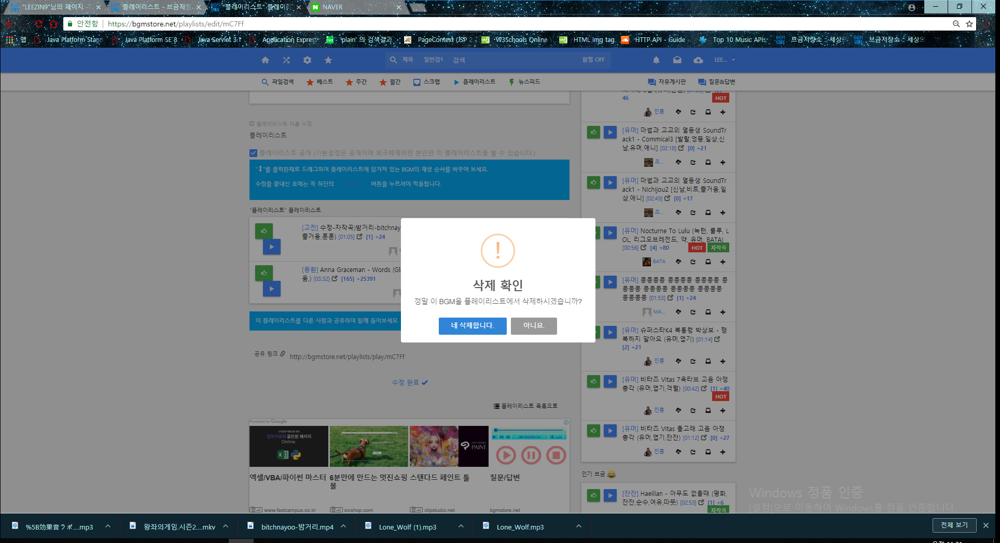 "LEEZIN9"님의 페이지
플레이리스트 - 브금저장
"플레이리스트" 플레이리
NAVER
안전함
https://bgmstore.net/playlists/edit/mC7Ff
앱
Java Platform Stand
Java Platform SE 8
Java Servlet 3.1
Application Expres
'plain' 의 검색결과
PageContext (JSP 2
W3Schools Online
HTML img tag
HTTP API - Guide
Top 10 Music APIs
브금저장소 - 세상의
브금저장소 - 세상의
제목
일반검색
검색
합필 OFF
LEE...
파일검색
베스트
주간
월간
스크랩
플레이리스트
뉴스피드
자유게시판
질문&답변
플레이리스트 이름 수정
플레이리스트
플레이리스트 공개 (기본설정은 공개이며 체크해제하면 본인만 이 플레이리스트를 볼 수 있습니다.)
"↕"를 클릭한채로 드래그하여 플레이리스트에 담겨져 있는 BGM의 재생 순서를 바꾸어 보세요.
수정을 끝내신 후에는 꼭 하단의
버튼을 누르셔야 적용됩니다.
"플레이리스트" 플레이리스트
[고전] 수정-자작곡)밤거리-bitchnay
즐거움,훈훈) [01:05] [1] +24
[몽환] Anna Graceman - Words (Gl
움,) [03:32] [165] +25391
이 플레이리스트를 다른 사람과 공유하여 함께 들어보세요.
공유 링크
http://bgmstore.net/playlists/play/mC7Ff
수정 완료
플레이리스트 목록으로
삭제 확인
정말 이 BGM을 플레이리스트에서 삭제하시겠습니까?
네 삭제합니다.
아니요.
46
HOT
진혼
[유머] 마법과 고교의 열등생 SoundTr
ack1 - Commical3 [발랄,엉뚱,일상,신
남,유머,애니] [02:18] [0] +21
조...
[유머] 마법과 고교의 열등생 SoundTr
ack1 - Nichijou2 [신남,비트,즐거움,일
상,애니] [02:45] [0] +17
조...
[유머] Nocturne To Lulu (녹턴, 룰루, L
OL, 리그오브레전드, 약, 유머, BATA)
[00:56] [4] +80
HOT
자작곡
BATA
[유머] 콩콩콩콩 콩콩콩콩 콩콩콩콩 콩
콩콩콩 콩콩콩콩 콩콩콩콩 콩콩콩콩
콩콩콩콩 [01:53] [1] +24
MA...
[유머] 슈퍼스타K4 복통령 박상보 - 행
복하지 말아요 (유머,엽기) [01:14]
[2] +21
진혼
[유머] 비타즈 Vitas 7옥타브 고음 아쟁
총각 (유머,엽기,격렬) [00:42] [1] +40
HOT
진혼
[유머] 비타즈 Vitas 돌고래 고음 아쟁
총각 (유머,엽기,잔잔) [01:12] [0] +27
진혼
인기 브금
[잔잔] Haeilian - 아무도 없을때 (평화,
잔잔,순수,여유,따뜻) [02:53] [1] +6
자작곡
Powered by Google
업무자동화 올인원 패키지
Online.
PAINT
00:03/03:12
엑셀/VBA/파이썬 마스터
6분만에 만드는 멋진쇼핑
몰
스탠다드 페인트 툴
질문/답변
광고 www.fastcampus.co.kr
광고 sixshop.com
광고 clipstudio.net
bgmstore.net
Windows 정품 인증
[설정]으로 이동하여 Windows를 정품 인증합니다.
%5B効果音ラボ....mp3
왕좌의게임.시즌2....mkv
bitchnayoo-밤거리.mp4
Lone_Wolf (1).mp3
Lone_Wolf.mp3
전체 보기